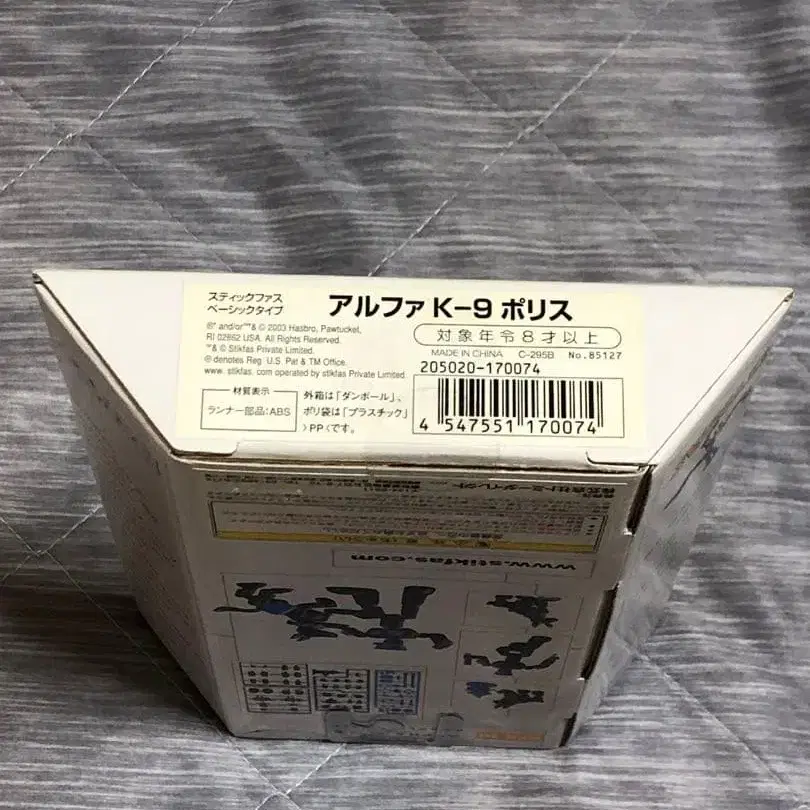 スティックファス
ベーシックタイプ
アルファ K-9 ポリス
®* and/or™& © 2003 Hasbro, Pawtucket,
RI 02862 USA. All Rights Reserved.
™& © Stikfas Private Limited.
® denotes Reg. U.S. Pat & TM Office.
www. stikfas.com operated by stikfas Private Limited
対象年令8才以上
MADE IN CHINA C-295B No.85127
205020-170074
材質表示
ランナー部品:ABS
外箱は「ダンボール」、
ポリ袋は「プラスチック」
〉PP〈です。
4 547551 170074
www.stikfas.com